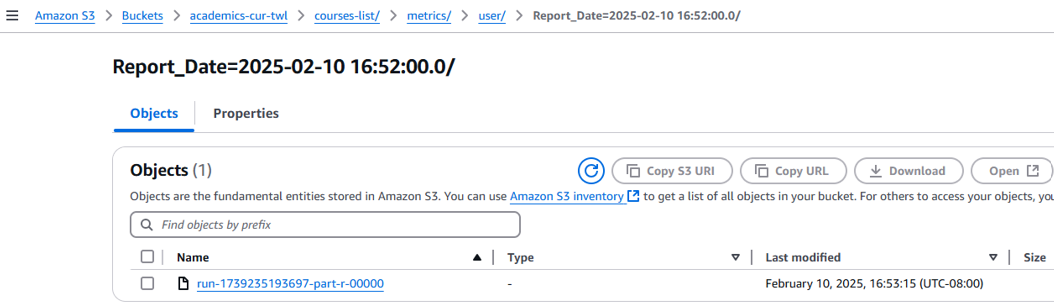 Amazon S3 > Buckets > academics-cur-twl > courses-list/ > metrics/ > user/ > Report_Date=2025-02-10 16:52:00.0/
Report_Date=2025-02-10 16:52:00.0/
Objects Properties
Objects (1)
Copy S3 URI Copy URL Download Open
Objects are the fundamental entities stored in Amazon S3. You can use Amazon S3 inventory to get a list of all objects in your bucket. For others to access your objects, you
Find objects by prefix
Name Type Last modified Size
run-1739235193697-part-r-00000 - February 10, 2025, 16:53:15 (UTC-08:00)